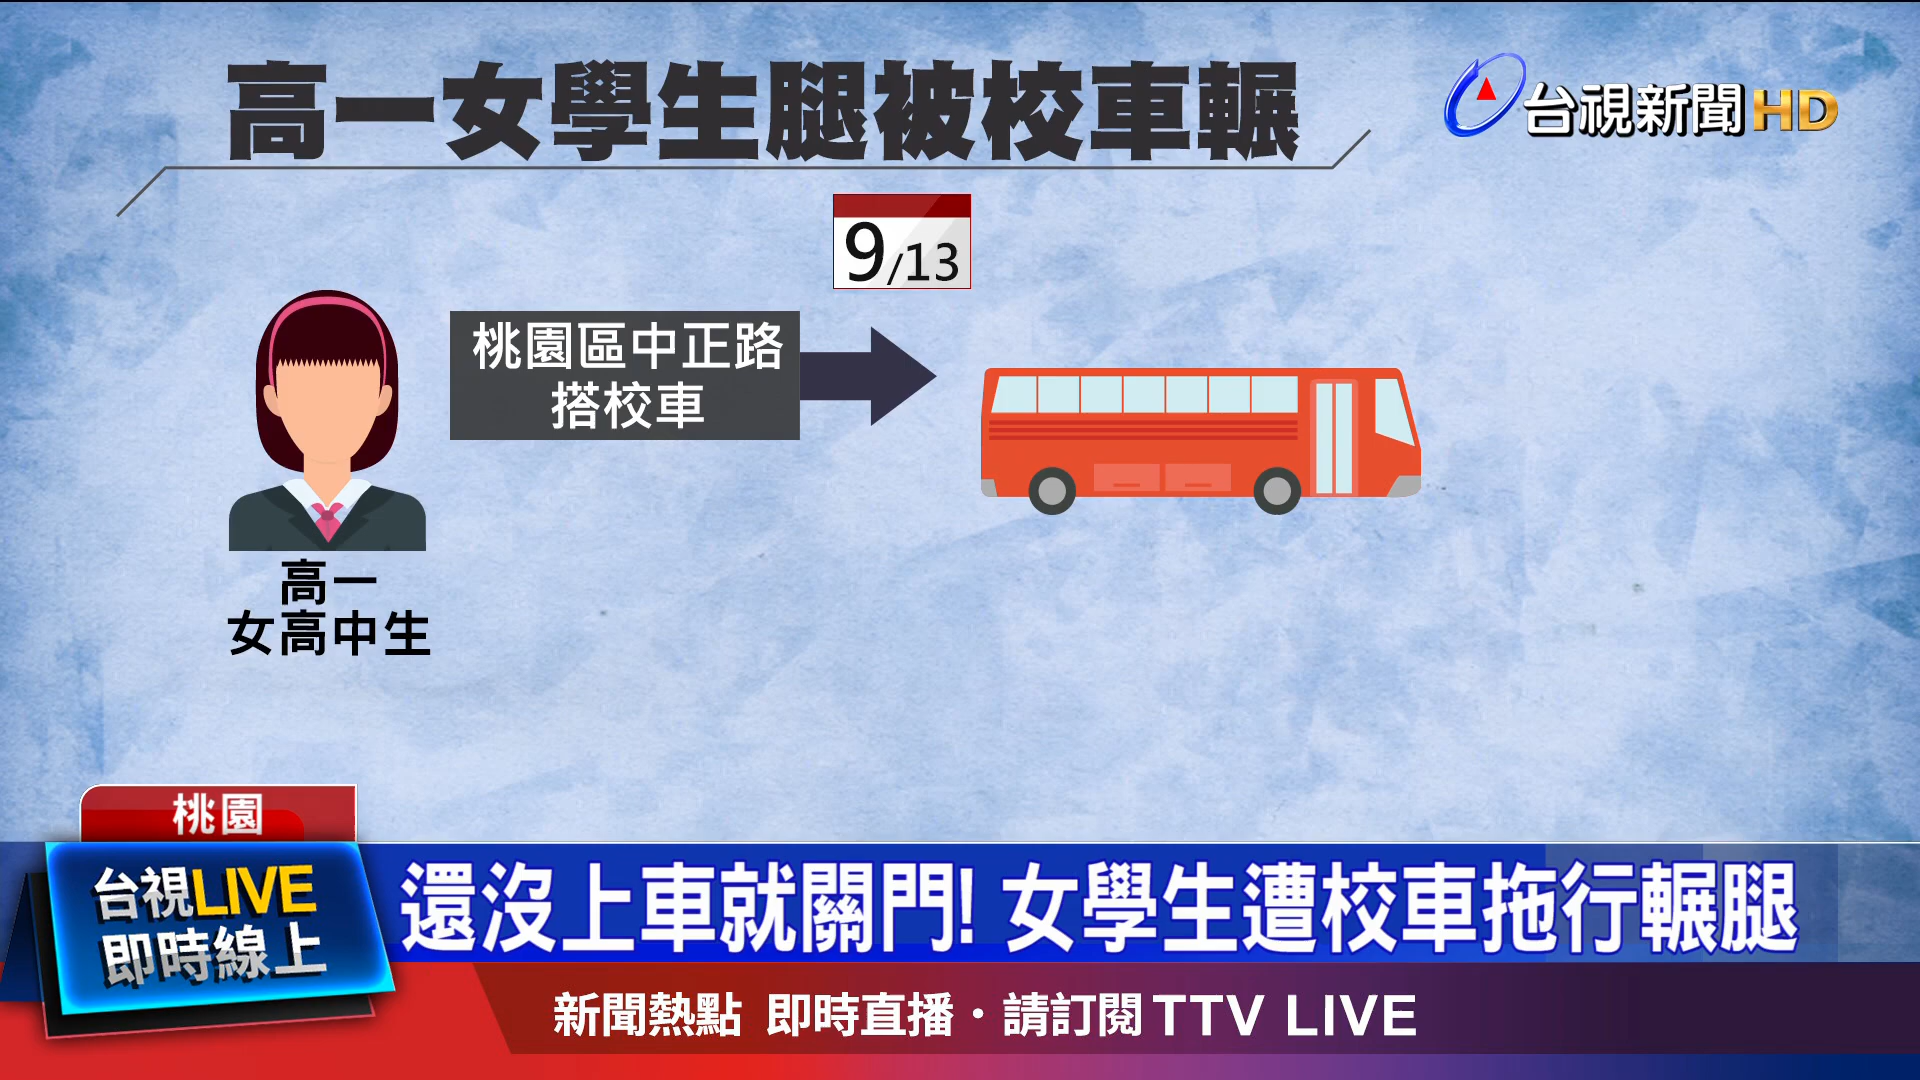 高一女學生腿被校車輾
台視新聞HD
9/13
桃園區中正路
搭校車
高一
女高中生
桃園
台視LIVE
即時線上
還沒上車就關門! 女學生遭校車拖行輾腿
新聞熱點 即時直播・請訂閱TTV LIVE